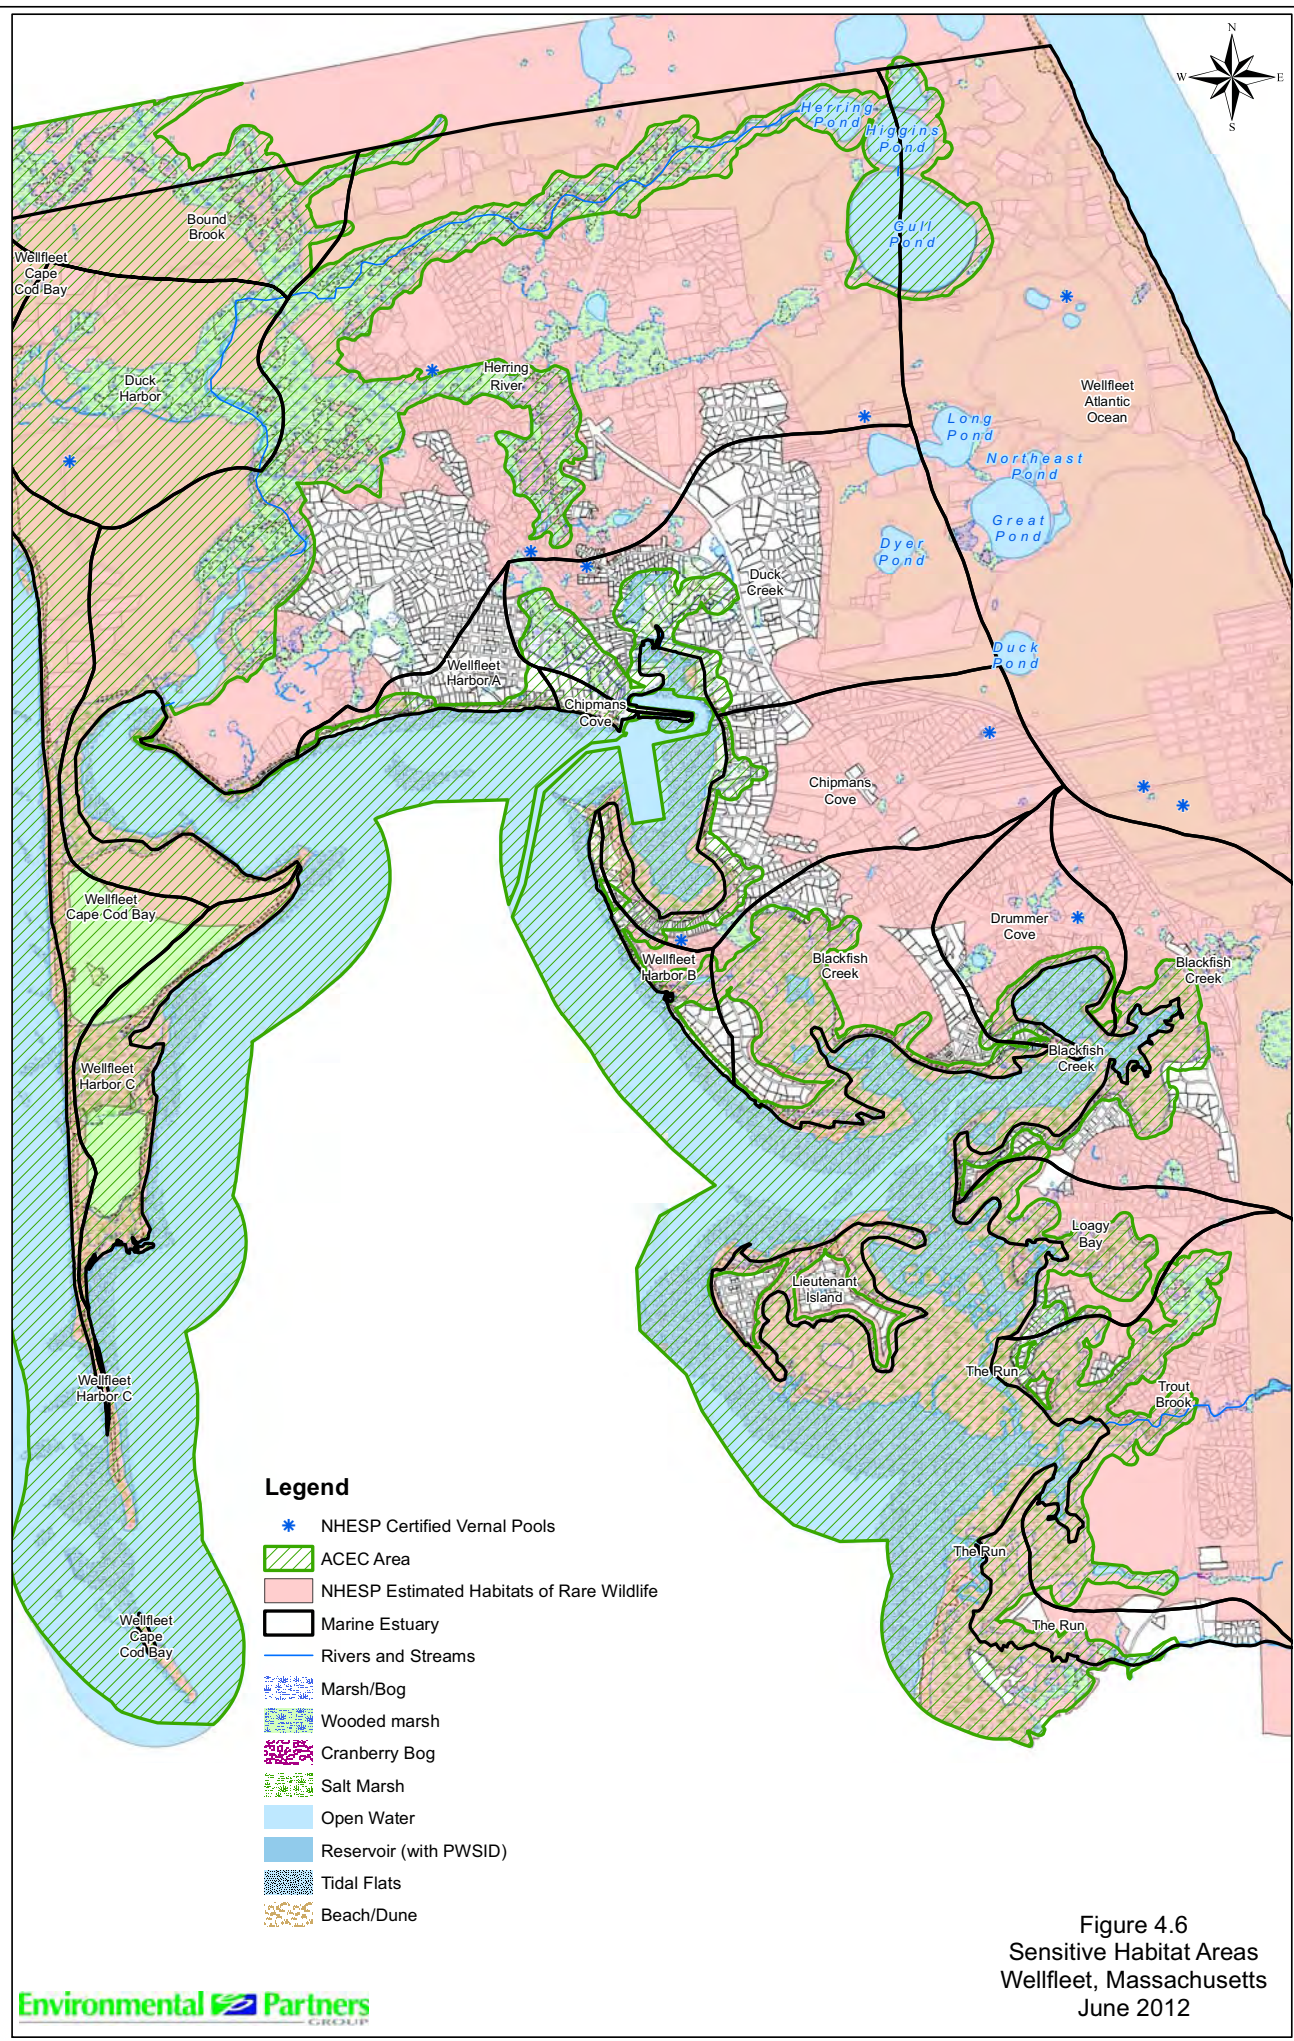 N
W
E
S
Herring
Pond
Higgins
Pond
Bound
Brook
Gull
Pond
Wellfleet
Cape
Cod Bay
Duck
Harbor
Herring
River
Wellfleet
Atlantic
Ocean
Long
Pond
Northeast
Pond
Great
Pond
Dyer
Pond
Duck
Creek
Duck
Pond
Wellfleet
Harbor A
Chipmans
Cove
Chipmans
Cove
Wellfleet
Cape Cod Bay
Drummer
Cove
Wellfleet
Harbor B
Blackfish
Creek
Blackfish
Creek
Blackfish
Creek
Wellfleet
Harbor C
Loagy
Bay
Lieutenant
Island
The Run
Trout
Brook
Wellfleet
Harbor C
The Run
The Run
Wellfleet
Cape
Cod Bay
Legend
NHESP Certified Vernal Pools
ACEC Area
NHESP Estimated Habitats of Rare Wildlife
Marine Estuary
Rivers and Streams
Marsh/Bog
Wooded marsh
Cranberry Bog
Salt Marsh
Open Water
Reservoir (with PWSID)
Tidal Flats
Beach/Dune
Figure 4.6
Sensitive Habitat Areas
Wellfleet, Massachusetts
June 2012
Environmental Partners
GROUP